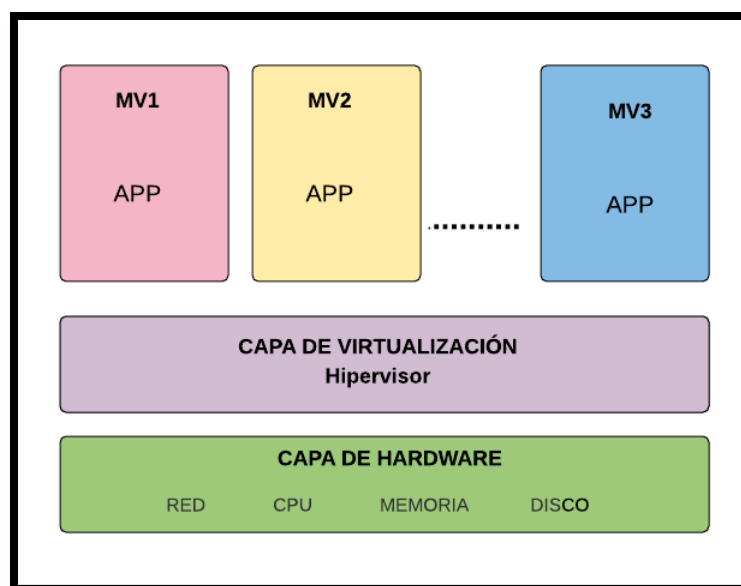 MV1
APP
MV2
APP
MV3
APP
CAPA DE VIRTUALIZACIÓN
Hipervisor
CAPA DE HARDWARE
RED CPU MEMORIA DISCO